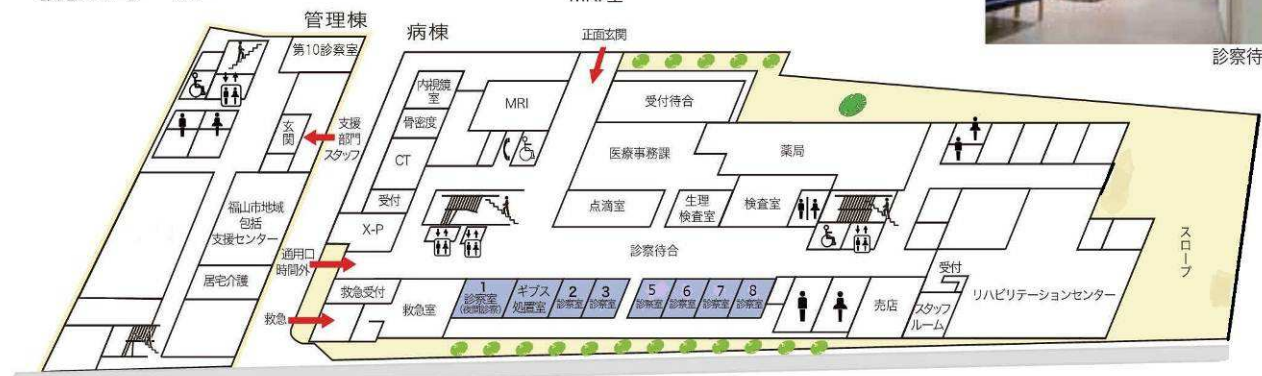 管理棟
病棟
正面玄関
診察待
第10診察室
内視鏡
室
MRI
受付待合
骨密度
玄
関
支援
部門
スタッフ
CT
医療事務課
薬局
受付
福山市地域
包括
支援センター
点滴室
生理
検査室
検査室
X-P
通用口
時間外
診察待合
スロープ
居宅介護
救急受付
救急
救急室
1
診察室
(夜間診察)
ギプス
処置室
2
診察室
3
診察室
5
診察室
6
診察室
7
診察室
8
診察室
売店
受付
スタッフ
ルーム
リハビリテーションセンター